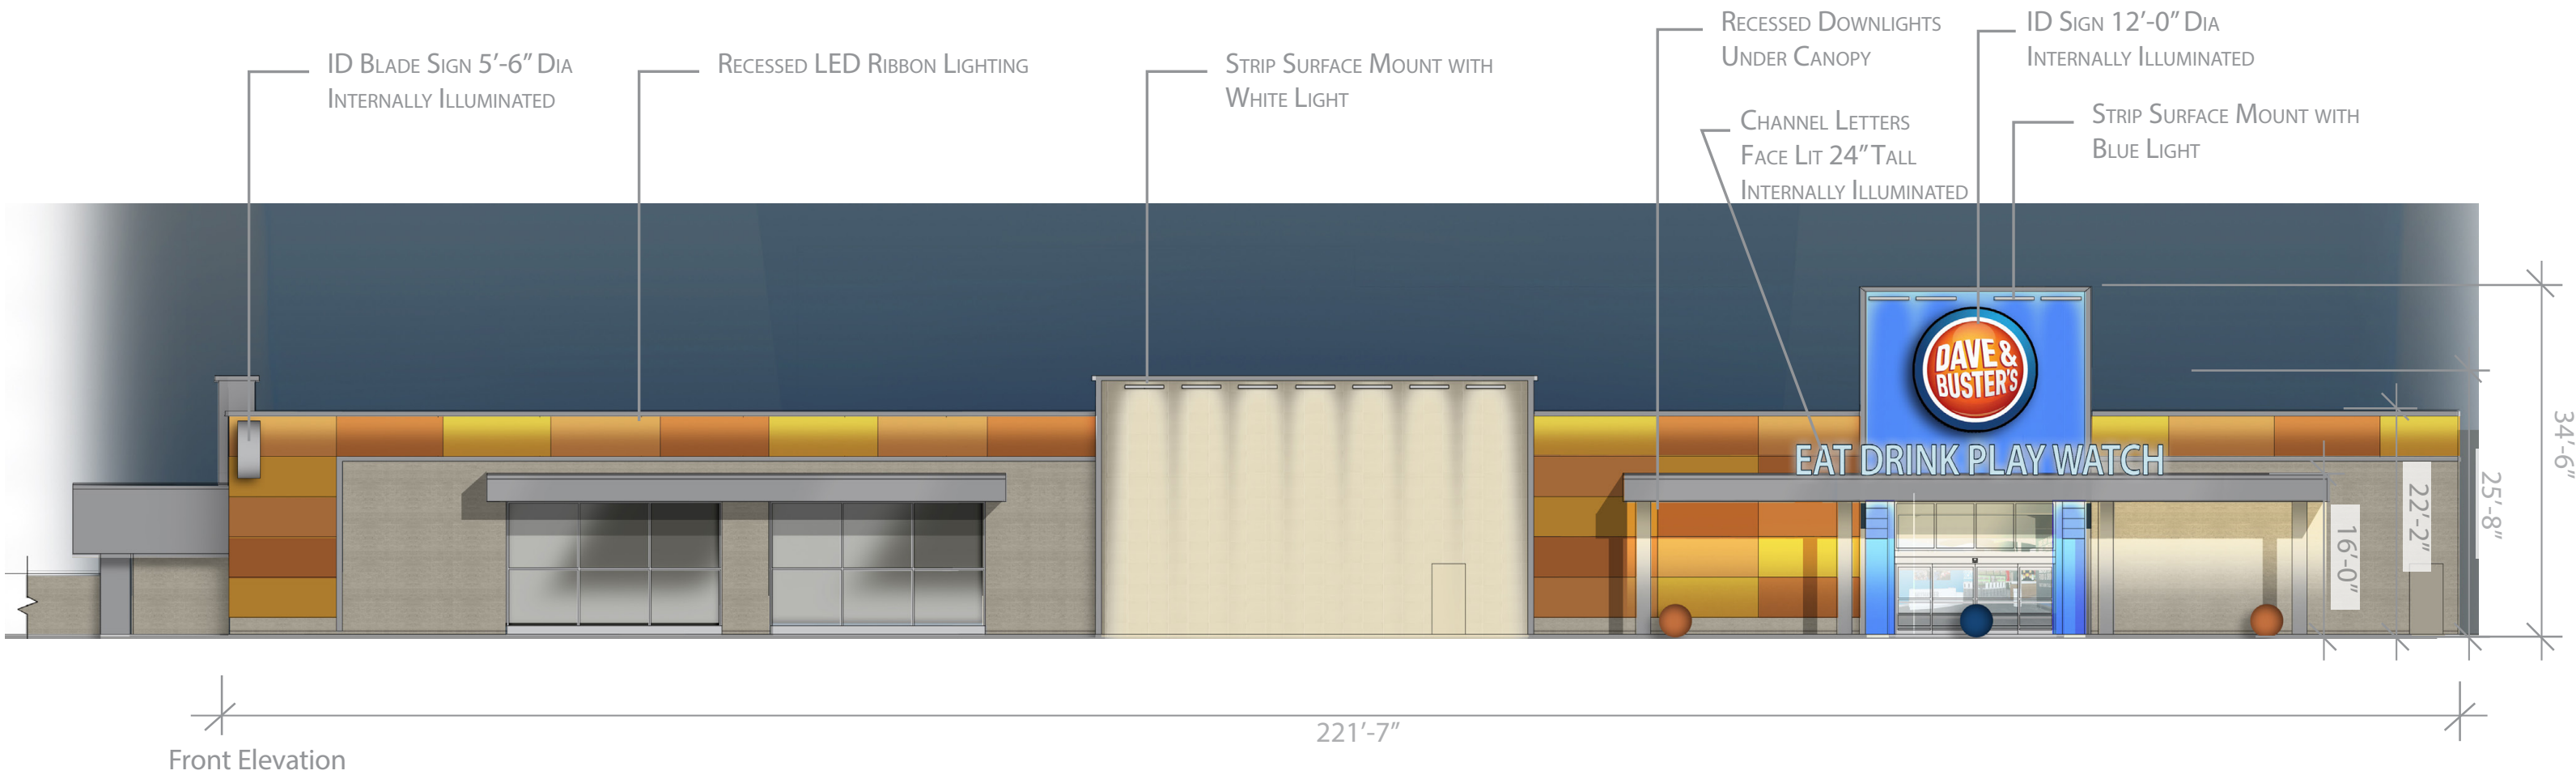 ID Blade Sign 5'-6" Dia
Internally Illuminated
Recessed LED Ribbon Lighting
Strip Surface Mount with
White Light
Recessed Downlights
Under Canopy
ID Sign 12'-0" Dia
Internally Illuminated
Channel Letters
Face Lit 24" Tall
Internally Illuminated
Strip Surface Mount with
Blue Light
DAVE &
BUSTER'S
EAT DRINK PLAY WATCH
16'-0"
22'-2"
25'-8"
34'-6"
221'-7"
Front Elevation